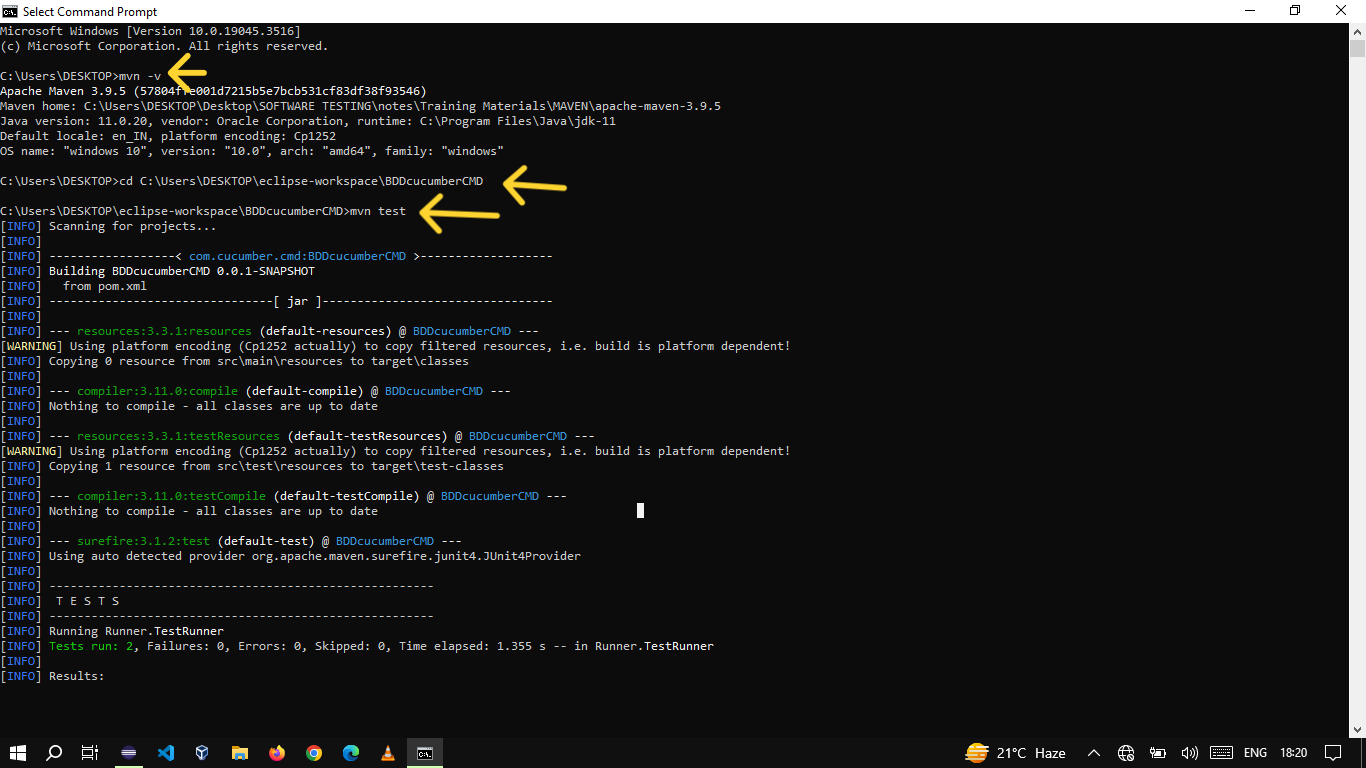 Select Command Prompt
Microsoft Windows [Version 10.0.19045.3516]
(c) Microsoft Corporation. All rights reserved.
C:\Users\DESKTOP>mvn -v
Apache Maven 3.9.5 (57804ffe001d7215b5e7bcb531cf83df38f93546)
Maven home: C:\Users\DESKTOP\Desktop\SOFTWARE TESTING\notes\Training Materials\MAVEN\apache-maven-3.9.5
Java version: 11.0.20, vendor: Oracle Corporation, runtime: C:\Program Files\Java\jdk-11
Default locale: en_IN, platform encoding: Cp1252
OS name: "windows 10", version: "10.0", arch: "amd64", family: "windows"
C:\Users\DESKTOP>cd C:\Users\DESKTOP\eclipse-workspace\BDDcucumberCMD
C:\Users\DESKTOP\eclipse-workspace\BDDcucumberCMD>mvn test
[INFO] Scanning for projects...
[INFO]
[INFO] ------------------< com.cucumber.cmd:BDDcucumberCMD >-------------------
[INFO] Building BDDcucumberCMD 0.0.1-SNAPSHOT
[INFO]   from pom.xml
[INFO] --------------------------------[ jar ]---------------------------------
[INFO]
[INFO] --- resources:3.3.1:resources (default-resources) @ BDDcucumberCMD ---
[WARNING] Using platform encoding (Cp1252 actually) to copy filtered resources, i.e. build is platform dependent!
[INFO] Copying 0 resource from src\main\resources to target\classes
[INFO]
[INFO] --- compiler:3.11.0:compile (default-compile) @ BDDcucumberCMD ---
[INFO] Nothing to compile - all classes are up to date
[INFO]
[INFO] --- resources:3.3.1:testResources (default-testResources) @ BDDcucumberCMD ---
[WARNING] Using platform encoding (Cp1252 actually) to copy filtered resources, i.e. build is platform dependent!
[INFO] Copying 1 resource from src\test\resources to target\test-classes
[INFO]
[INFO] --- compiler:3.11.0:testCompile (default-testCompile) @ BDDcucumberCMD ---
[INFO] Nothing to compile - all classes are up to date
[INFO]
[INFO] --- surefire:3.1.2:test (default-test) @ BDDcucumberCMD ---
[INFO] Using auto detected provider org.apache.maven.surefire.junit4.JUnit4Provider
[INFO]
[INFO] -------------------------------------------------------
[INFO]  T E S T S
[INFO] -------------------------------------------------------
[INFO] Running Runner.TestRunner
[INFO] Tests run: 2, Failures: 0, Errors: 0, Skipped: 0, Time elapsed: 1.355 s -- in Runner.TestRunner
[INFO]
[INFO] Results:
21°C Haze ENG 18:20